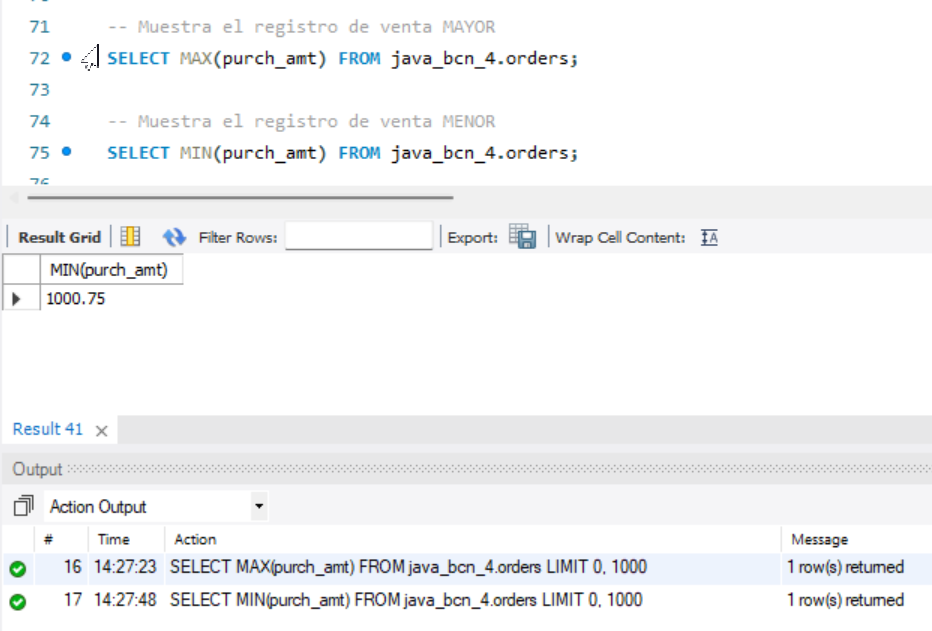 71 -- Muestra el registro de venta MAYOR
72 SELECT MAX(purch_amt) FROM java_bcn_4.orders;
73
74 -- Muestra el registro de venta MENOR
75 SELECT MIN(purch_amt) FROM java_bcn_4.orders;
Result Grid Filter Rows: Export: Wrap Cell Content: IA
MIN(purch_amt)
1000.75
Result 41
Output
Action Output
# Time Action Message
16 14:27:23 SELECT MAX(purch_amt) FROM java_bcn_4.orders LIMIT 0, 1000 1 row(s) returned
17 14:27:48 SELECT MIN(purch_amt) FROM java_bcn_4.orders LIMIT 0, 1000 1 row(s) returned